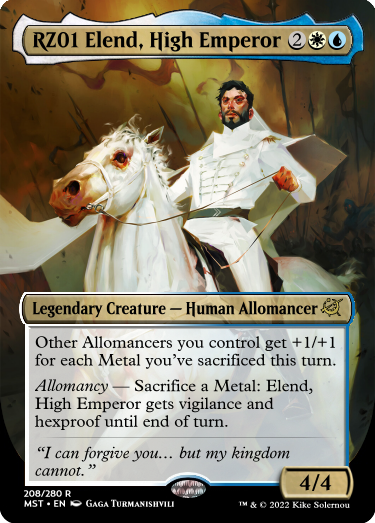 RZ01 Elend, High Emperor 2
Legendary Creature — Human Allomancer
Other Allomancers you control get +1/+1
for each Metal you’ve sacrificed this turn.
Allomancy — Sacrifice a Metal: Elend,
High Emperor gets vigilance and
hexproof until end of turn.
“I can forgive you… but my kingdom
cannot.”
4/4
208/280 R
MST • EN Gaga Turmanishvili
™ & © 2022 Kike Solernou